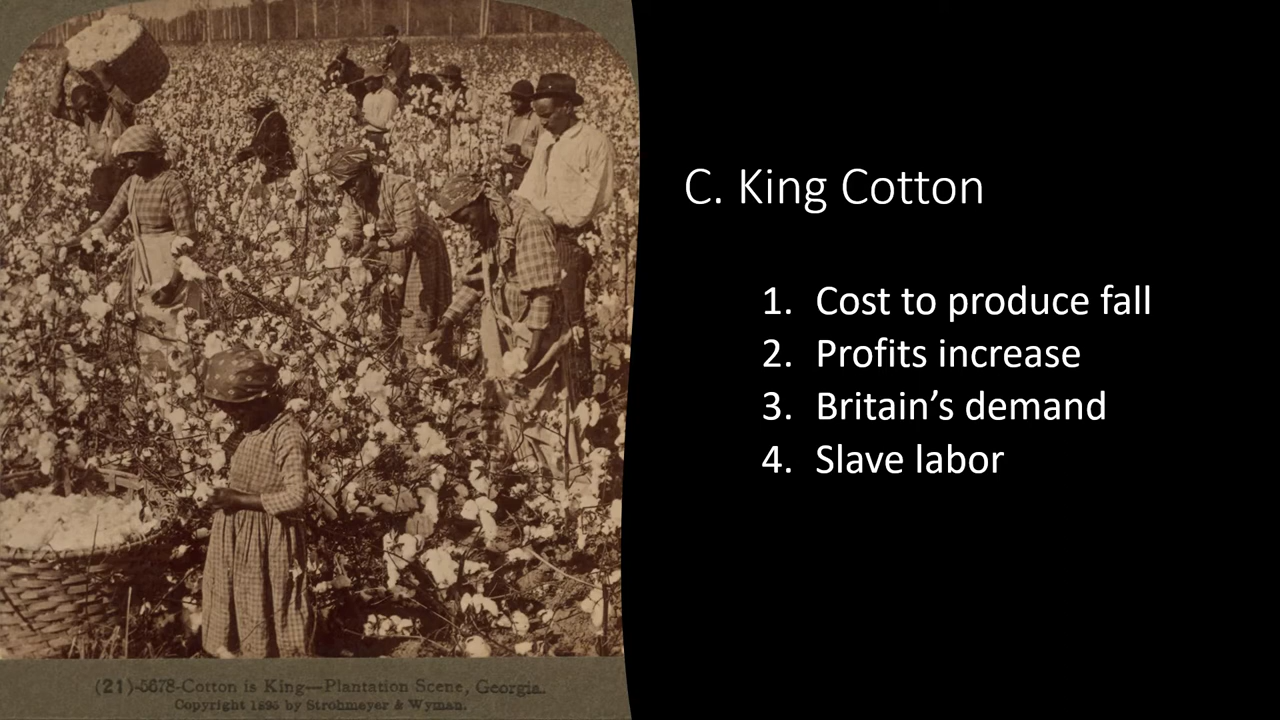 C. King Cotton
1. Cost to produce fall
2. Profits increase
3. Britain’s demand
4. Slave labor
(21)-5678-Cotton is King—Plantation Scene, Georgia.
Copyright 1895 by Strohmeyer & Wyman.